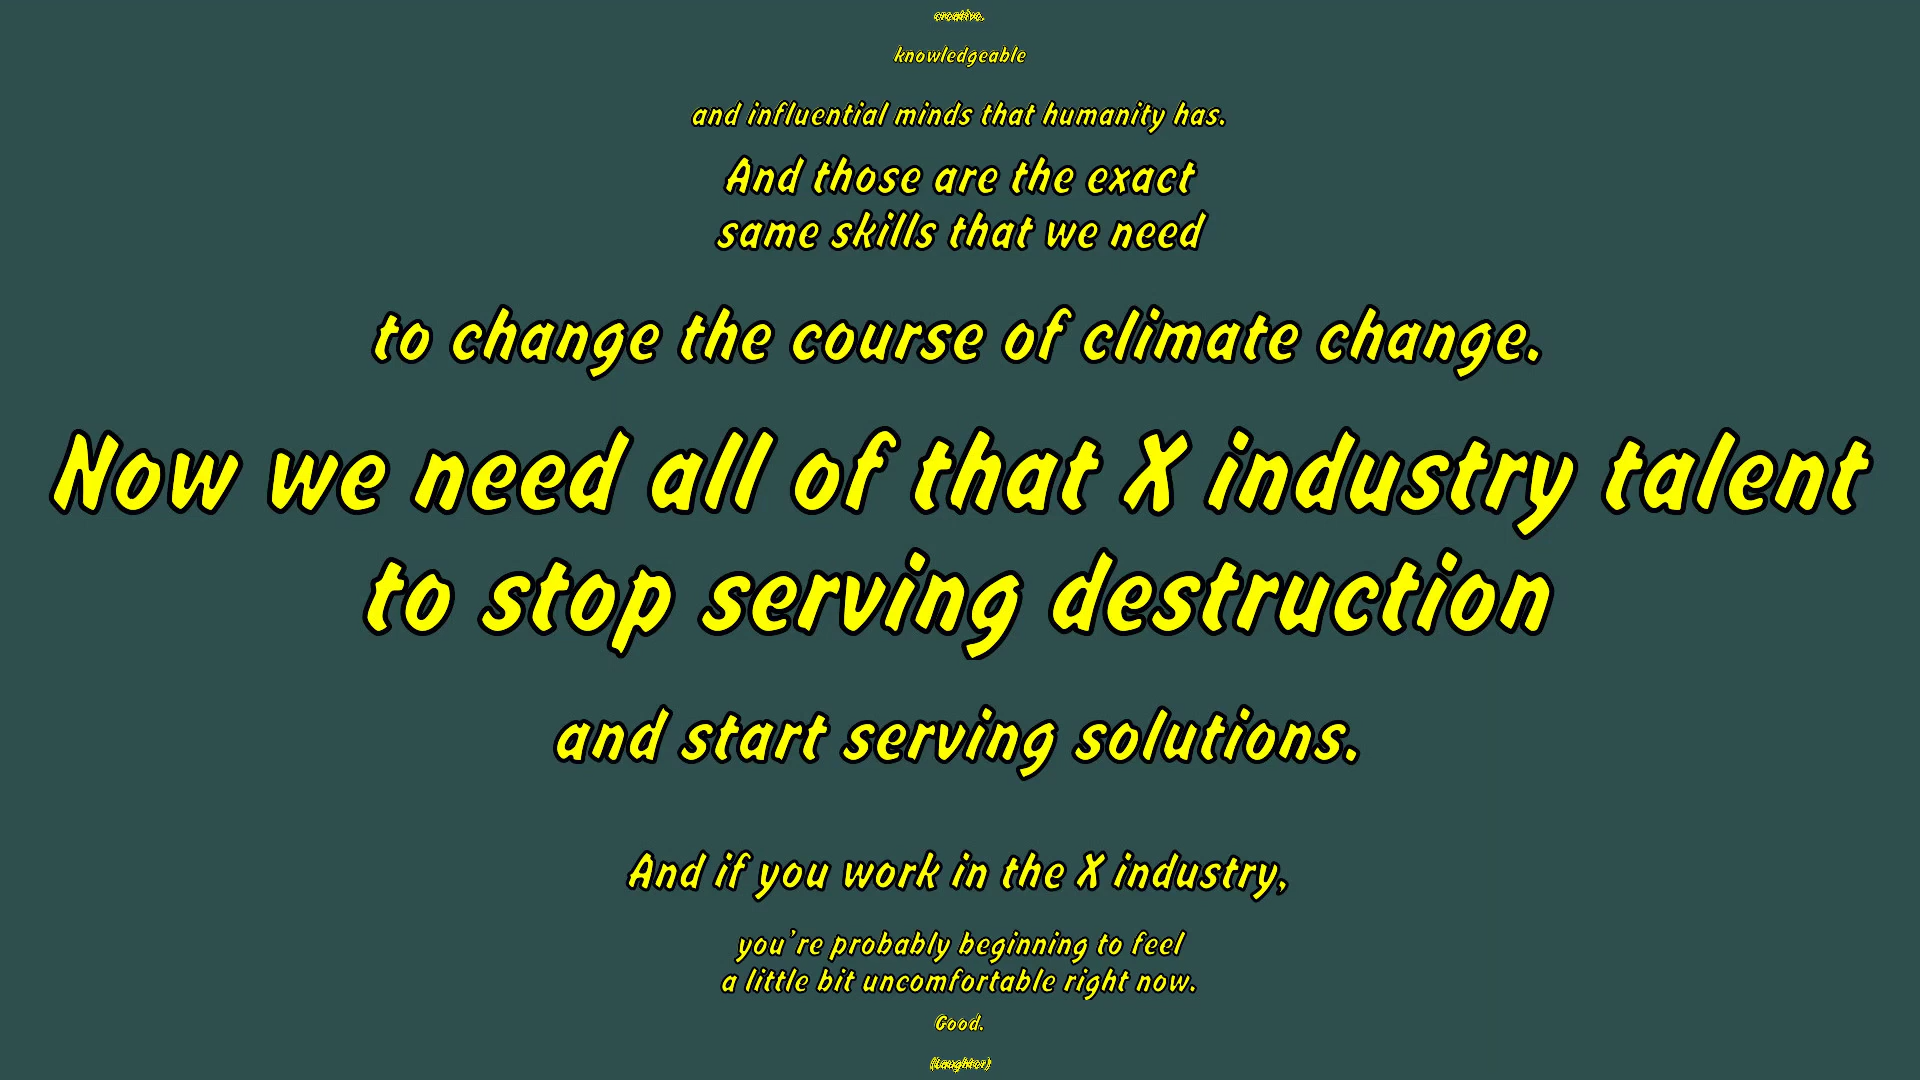 creative,
knowledgeable
and influential minds that humanity has.
And those are the exact
same skills that we need
to change the course of climate change.
Now we need all of that X industry talent
to stop serving destruction
and start serving solutions.
And if you work in the X industry,
you're probably beginning to feel
a little bit uncomfortable right now.
Good.
(Laughter)